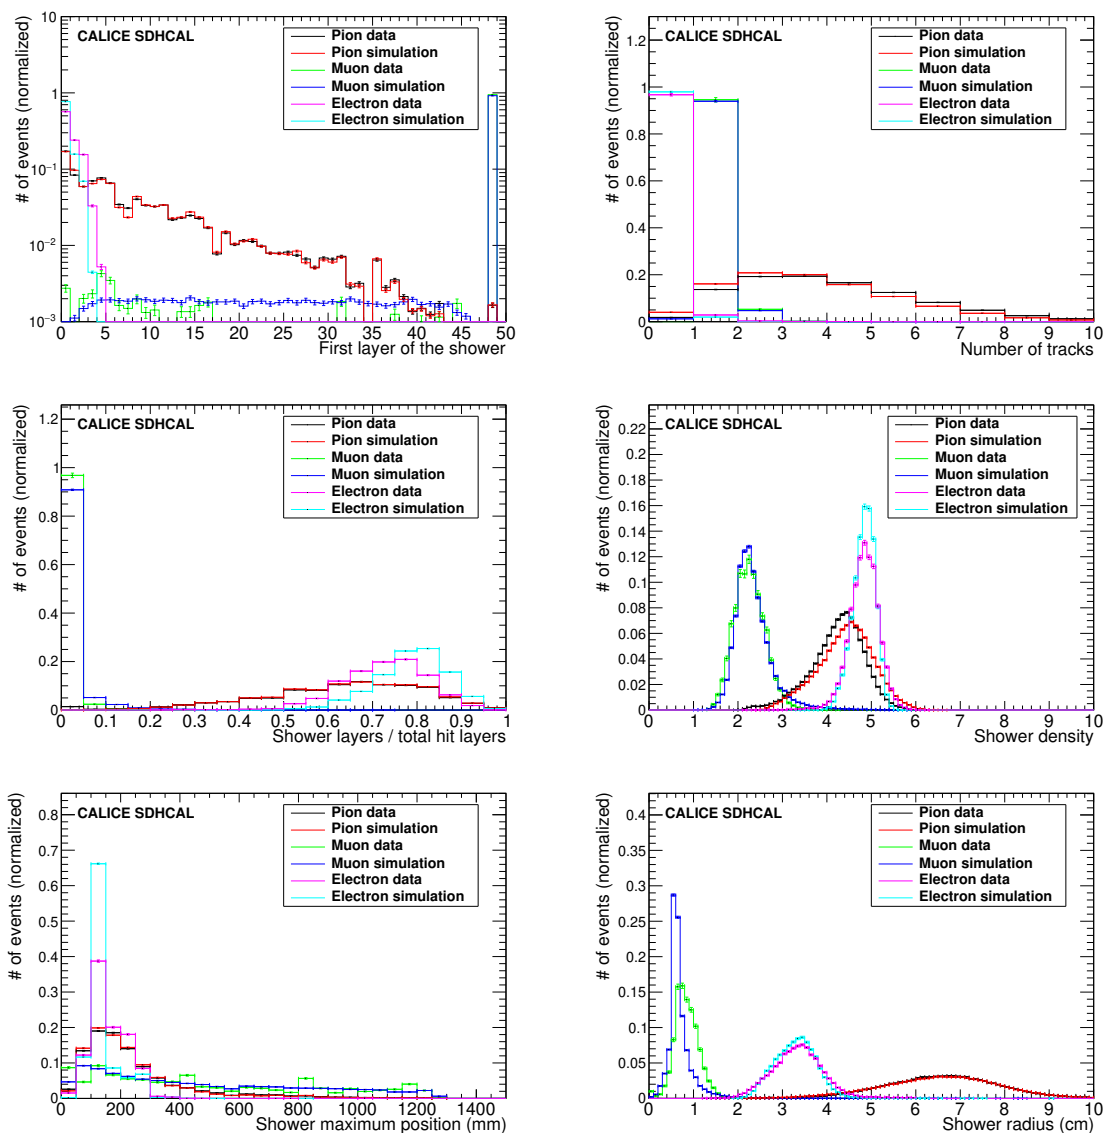 CALICE SDHCAL
# of events (normalized)
10
1
10⁻¹
10⁻²
10⁻³
Pion data
Pion simulation
Muon data
Muon simulation
Electron data
Electron simulation
0 5 10 15 20 25 30 35 40 45 50
First layer of the shower
CALICE SDHCAL
# of events (normalized)
1.2
1
0.8
0.6
0.4
0.2
0
Pion data
Pion simulation
Muon data
Muon simulation
Electron data
Electron simulation
0 1 2 3 4 5 6 7 8 9 10
Number of tracks
CALICE SDHCAL
# of events (normalized)
1.2
1
0.8
0.6
0.4
0.2
0
Pion data
Pion simulation
Muon data
Muon simulation
Electron data
Electron simulation
0 0.1 0.2 0.3 0.4 0.5 0.6 0.7 0.8 0.9 1
Shower layers / total hit layers
CALICE SDHCAL
# of events (normalized)
0.22
0.2
0.18
0.16
0.14
0.12
0.1
0.08
0.06
0.04
0.02
0
Pion data
Pion simulation
Muon data
Muon simulation
Electron data
Electron simulation
0 1 2 3 4 5 6 7 8 9 10
Shower density
CALICE SDHCAL
# of events (normalized)
0.8
0.7
0.6
0.5
0.4
0.3
0.2
0.1
0
Pion data
Pion simulation
Muon data
Muon simulation
Electron data
Electron simulation
0 200 400 600 800 1000 1200 1400
Shower maximum position (mm)
CALICE SDHCAL
# of events (normalized)
0.4
0.35
0.3
0.25
0.2
0.15
0.1
0.05
0
Pion data
Pion simulation
Muon data
Muon simulation
Electron data
Electron simulation
0 1 2 3 4 5 6 7 8 9 10
Shower radius (cm)